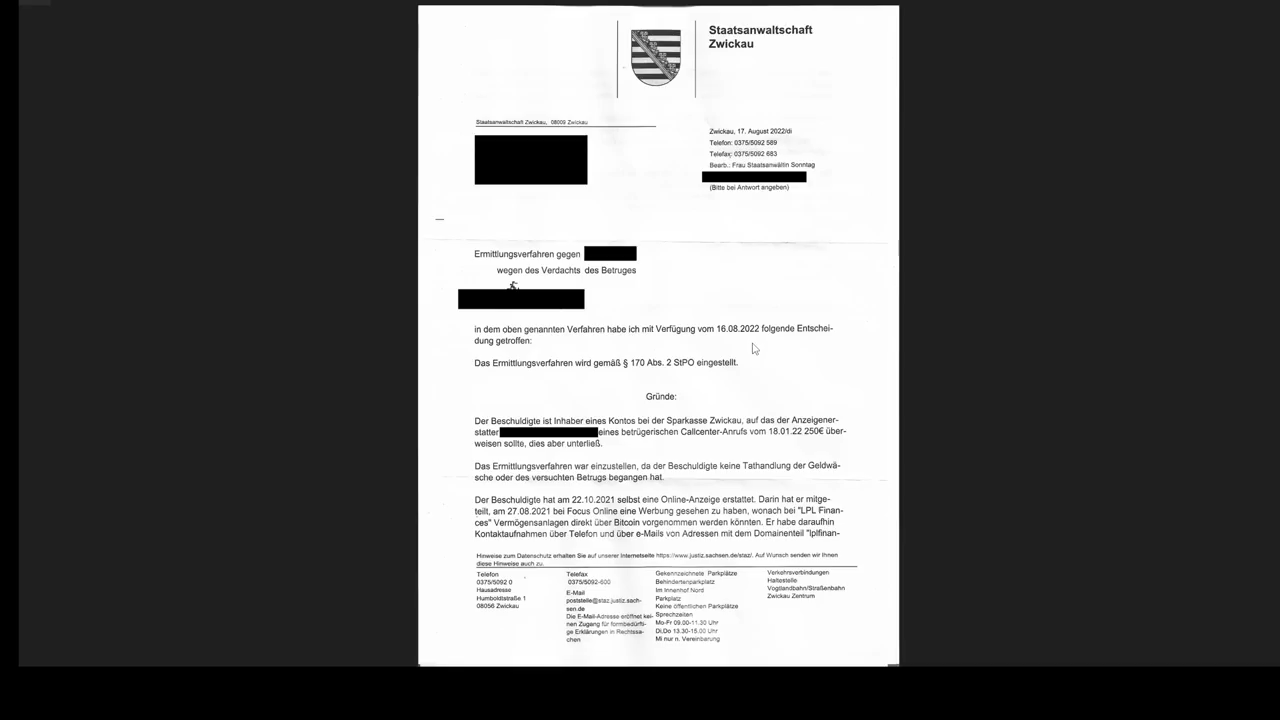 Staatsanwaltschaft
Zwickau
Staatsanwaltschaft Zwickau, 08009 Zwickau
Zwickau, 17. August 2022/di
Telefon: 0375/5092 589
Telefax: 0375/5092 683
Bearb.: Frau Staatsanwältin Sonntag
(Bitte bei Antwort angeben)
Ermittlungsverfahren gegen
wegen des Verdachts des Betruges
in dem oben genannten Verfahren habe ich mit Verfügung vom 16.08.2022 folgende Entschei-
dung getroffen:
Das Ermittlungsverfahren wird gemäß § 170 Abs. 2 StPO eingestellt.
Gründe:
Der Beschuldigte ist Inhaber eines Kontos bei der Sparkasse Zwickau, auf das der Anzeigener-
statter eines betrügerischen Callcenter-Anrufs vom 18.01.22 250€ über-
weisen sollte, dies aber unterließ.
Das Ermittlungsverfahren war einzustellen, da der Beschuldigte keine Tathandlung der Geldwä-
sche oder des versuchten Betrugs begangen hat.
Der Beschuldigte hat am 22.10.2021 selbst eine Online-Anzeige erstattet. Darin hat er mitge-
teilt, am 27.08.2021 bei Focus Online eine Werbung gesehen zu haben, wonach bei "LPL Finan-
ces" Vermögensanlagen direkt über Bitcoin vorgenommen werden könnten. Er habe daraufhin
Kontaktaufnahmen über Telefon und über e-Mails von Adressen mit dem Domainenteil "lplfinan-
Hinweise zum Datenschutz erhalten Sie auf unserer Internetseite https://www.justiz.sachsen.de/staz/. Auf Wunsch senden wir Ihnen
diese Hinweise auch zu.
Telefon
0375/5092 0
Hausadresse
Humboldtstraße 1
08056 Zwickau
Telefax
0375/5092-600
E-Mail
poststelle@staz.justiz.sach-
sen.de
Die E-Mail-Adresse eröffnet kei-
nen Zugang für formbedürfti-
ge Erklärungen in Rechtssa-
chen
Gekennzeichnete Parkplätze
Behindertenparkplatz
Im Innenhof Nord
Parkplatz
Keine öffentlichen Parkplätze
Sprechzeiten
Mo-Fr 09.00-11.30 Uhr
Di,Do 13.30-15.00 Uhr
Mi nur n. Vereinbarung
Verkehrsverbindungen
Haltestelle
Vogtlandbahn/Straßenbahn
Zwickau Zentrum